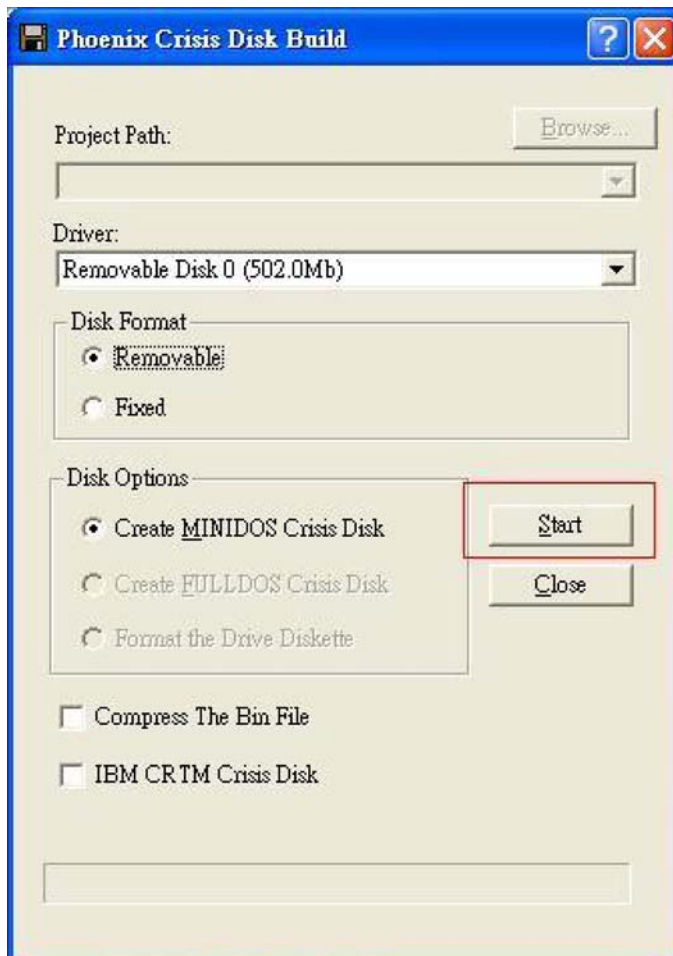 Phoenix Crisis Disk Build
Browse...
Project Path:
Driver:
Removable Disk 0 (502.0Mb)
Disk Format
Removable
Fixed
Disk Options
Create MINIDOS Crisis Disk
Start
Create FULLDOS Crisis Disk
Close
Format the Drive Diskette
Compress The Bin File
IBM CRTM Crisis Disk